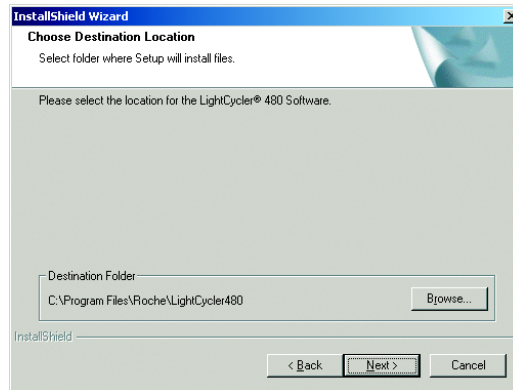 InstallShield Wizard
Choose Destination Location
Select folder where Setup will install files.
Please select the location for the LightCycler® 480 Software.
Destination Folder
C:\Program Files\Roche\LightCycler480
Browse...
InstallShield
< Back
Next >
Cancel